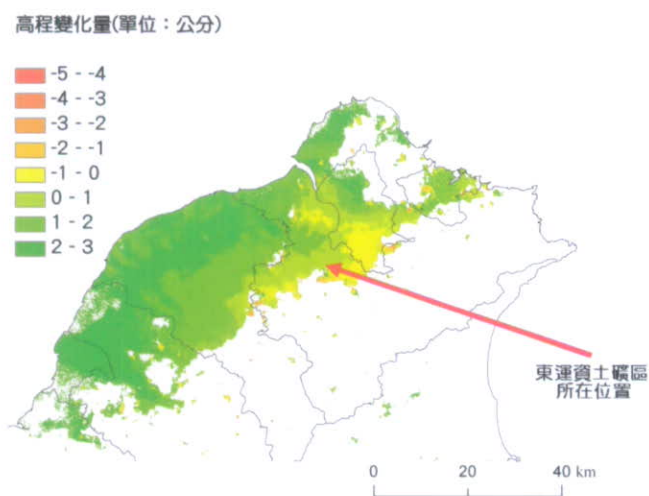 高程變化量(單位：公分)
-5 - -4
-4 - -3
-3 - -2
-2 - -1
-1 - 0
0 - 1
1 - 2
2 - 3
東運資土礦區
所在位置
0 20 40 km